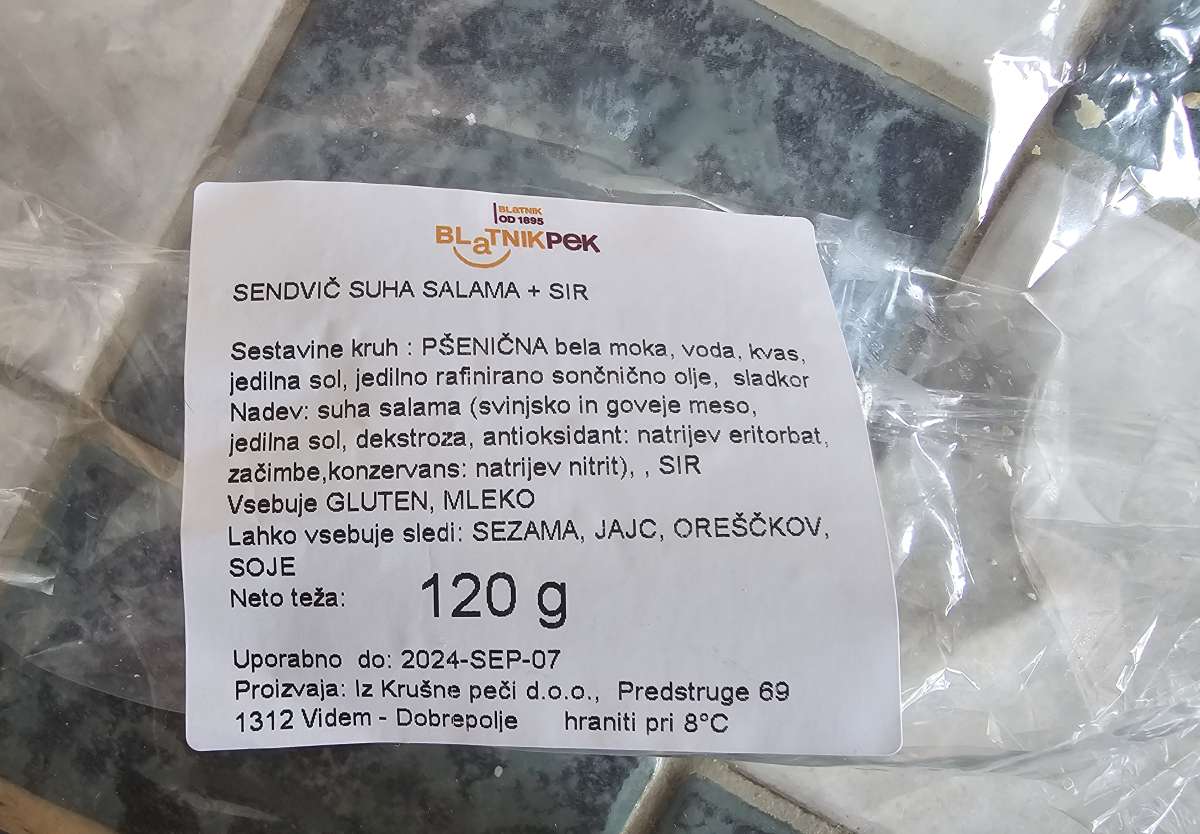 BLaTNIK
OD 1895
BLaTNIKPeK
SENDVIČ SUHA SALAMA + SIR
Sestavine kruh : PŠENIČNA bela moka, voda, kvas,
jedilna sol, jedilno rafinirano sončnično olje, sladkor
Nadev: suha salama (svinjsko in goveje meso,
jedilna sol, dekstroza, antioksidant: natrijev eritorbat,
začimbe,konzervans: natrijev nitrit), , SIR
Vsebuje GLUTEN, MLEKO
Lahko vsebuje sledi: SEZAMA, JAJC, OREŠČKOV,
SOJE
Neto teža: 120 g
Uporabno do: 2024-SEP-07
Proizvaja: Iz Krušne peči d.o.o., Predstruge 69
1312 Videm - Dobrepolje hraniti pri 8°C